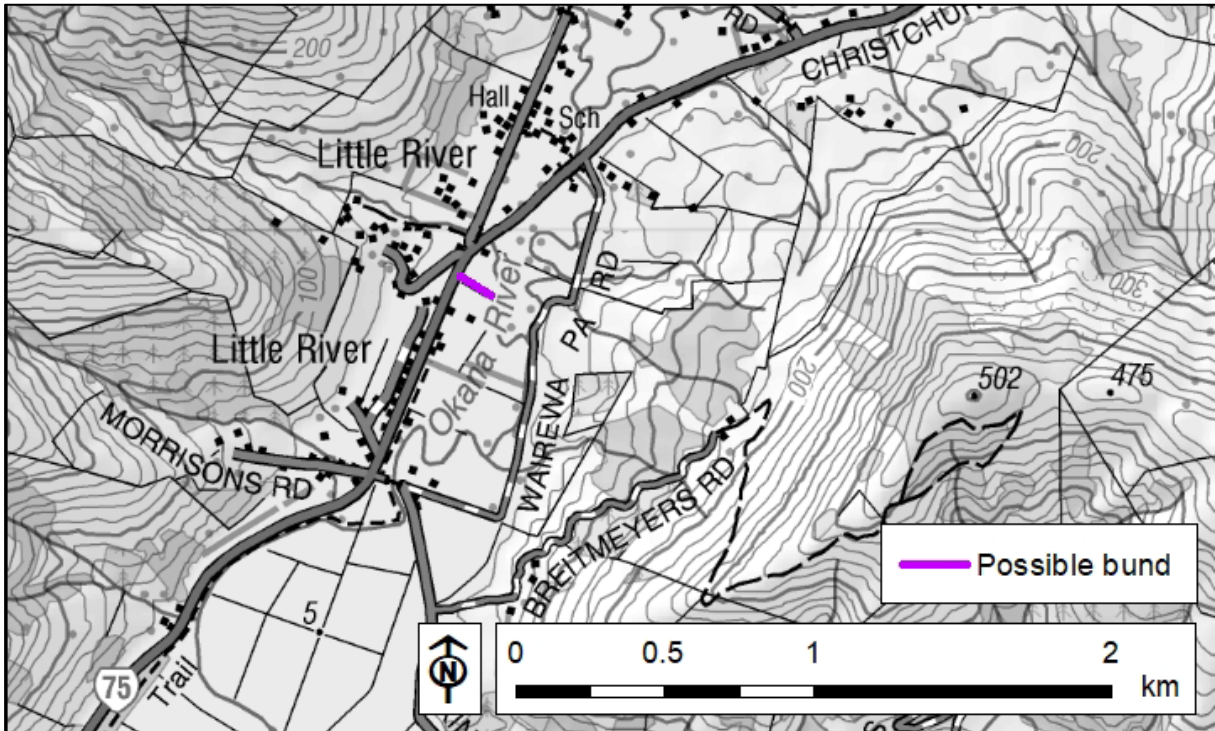 200
RD
CHRISTCHUR
Hall
Sch
Little River
200
100
River
PA RD
300
Little River
Okana
WAIREWA
200
502
475
MORRISONS RD
BREITMEYERS RD
Possible bund
5
N
0 0.5 1 2
km
75
Trail